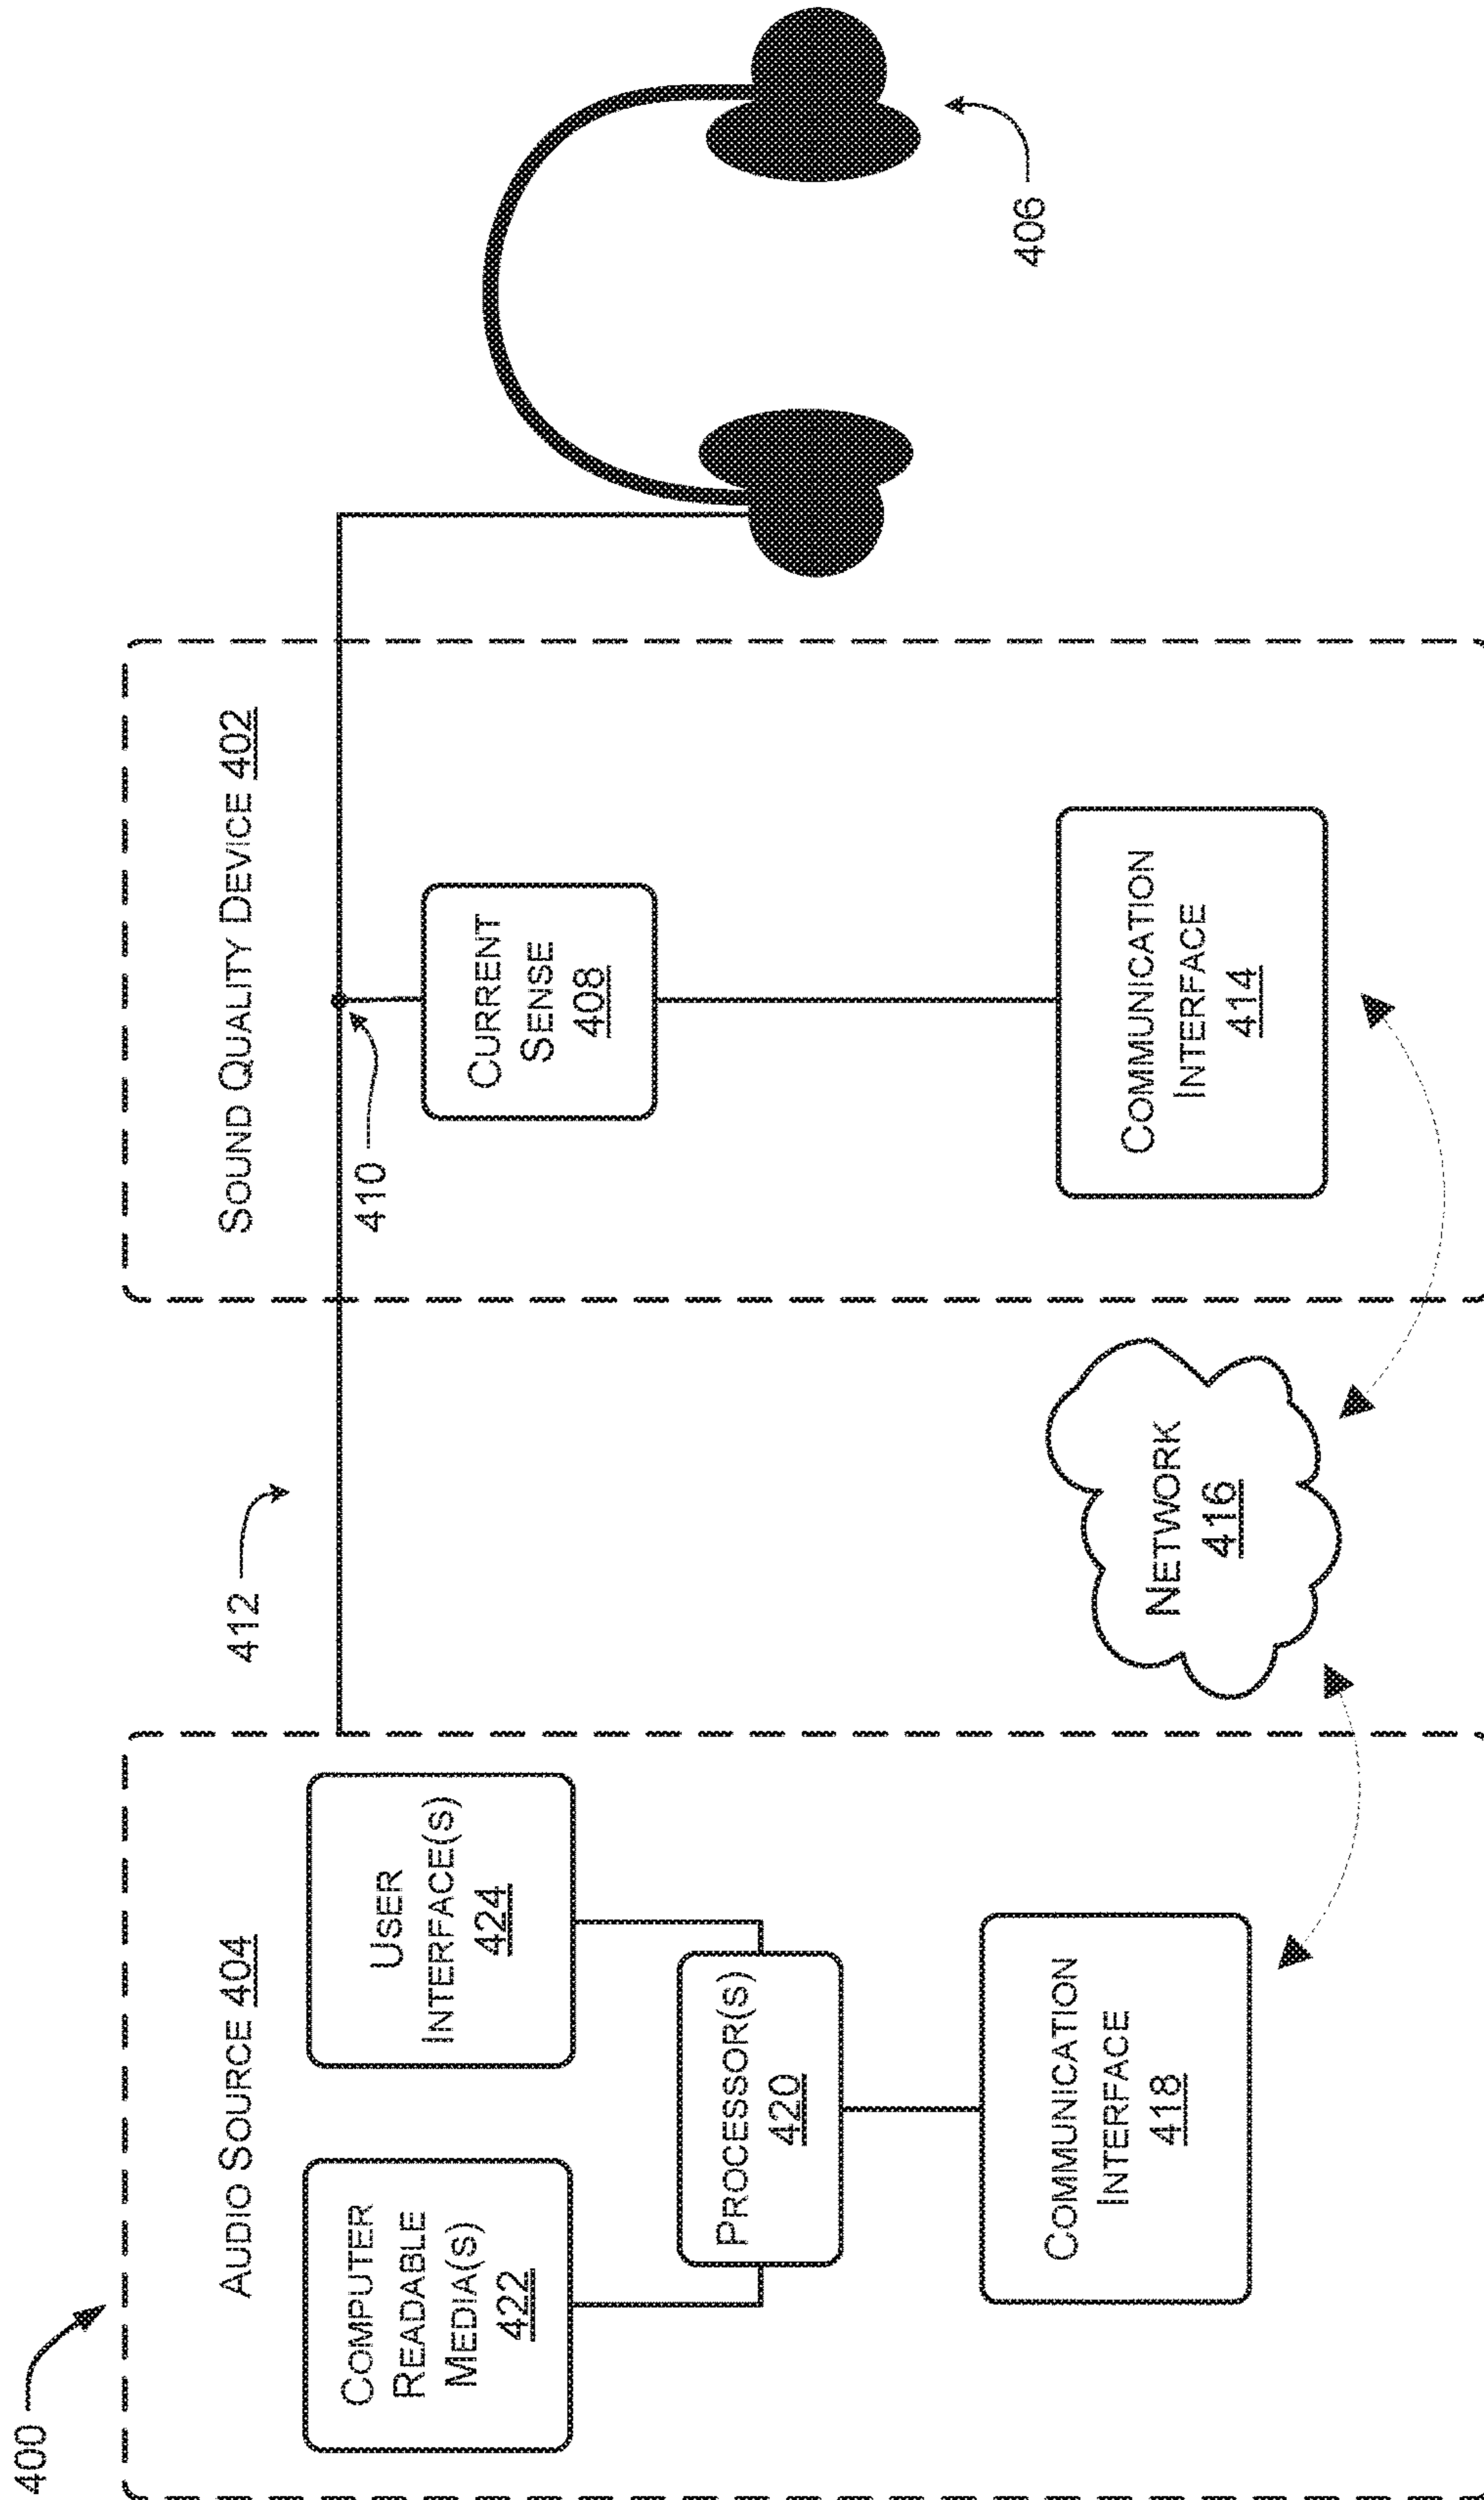 400
AUDIO SOURCE 404
COMPUTER
READABLE
MEDIA(S)
422
USER
INTERFACE(S)
424
PROCESSOR(S)
420
COMMUNICATION
INTERFACE
418
412
NETWORK
416
SOUND QUALITY DEVICE 402
410
CURRENT
SENSE
408
COMMUNICATION
INTERFACE
414
406